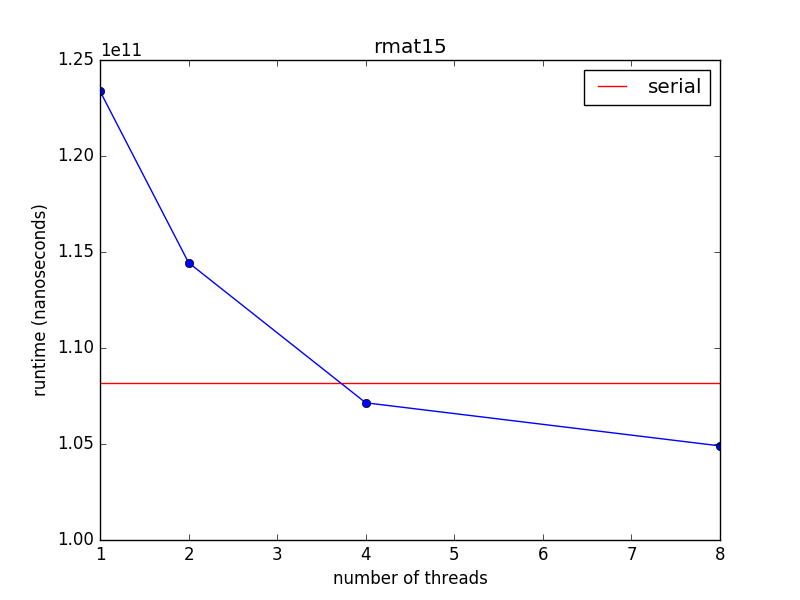 rmat15
1e11
serial
1.25
1.20
1.15
1.10
1.05
1.00
runtime (nanoseconds)
1 2 3 4 5 6 7 8
number of threads